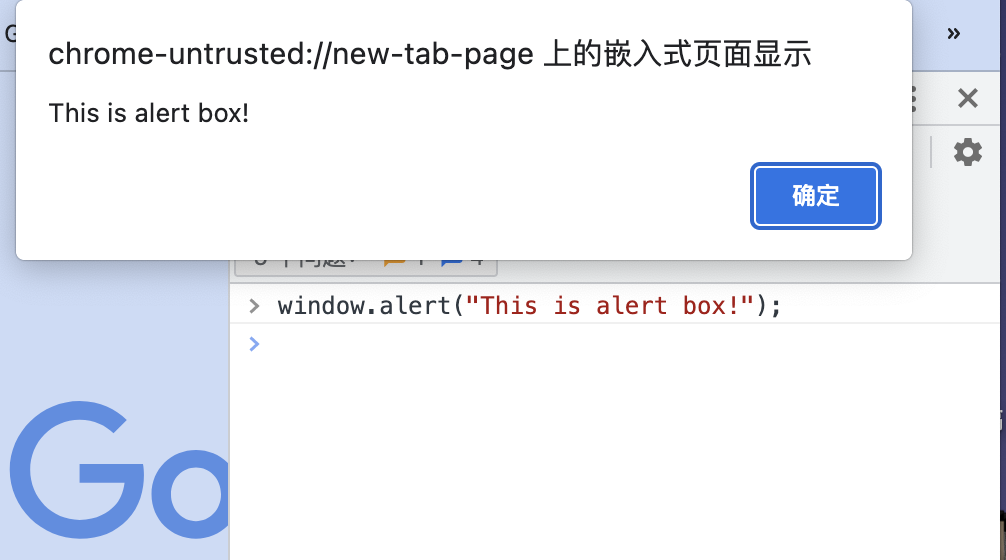 G
»
chrome-untrusted://new-tab-page 上的嵌入式页面显示
This is alert box!
确定
> window.alert("This is alert box!");
>
Go